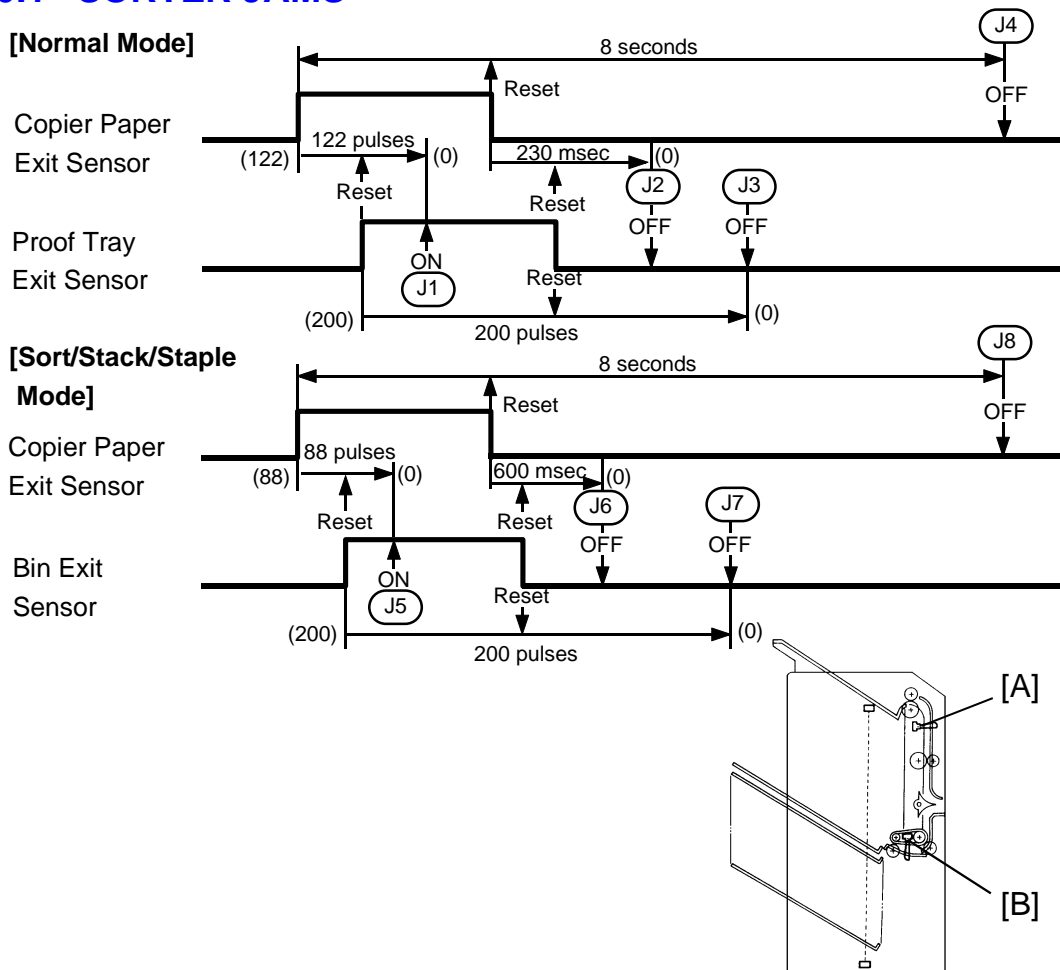 [Normal Mode]
8 seconds
J4
Reset
OFF
Copier Paper
Exit Sensor
(122)
122 pulses
(0)
230 msec
(0)
Reset
Reset
J2
J3
OFF
OFF
Proof Tray
Exit Sensor
ON
J1
Reset
(200)
200 pulses
(0)
[Sort/Stack/Staple
Mode]
8 seconds
J8
Reset
OFF
Copier Paper
Exit Sensor
(88)
88 pulses
(0)
600 msec
(0)
Reset
Reset
J6
J7
OFF
OFF
Bin Exit
Sensor
ON
J5
Reset
(200)
200 pulses
(0)
[A]
[B]